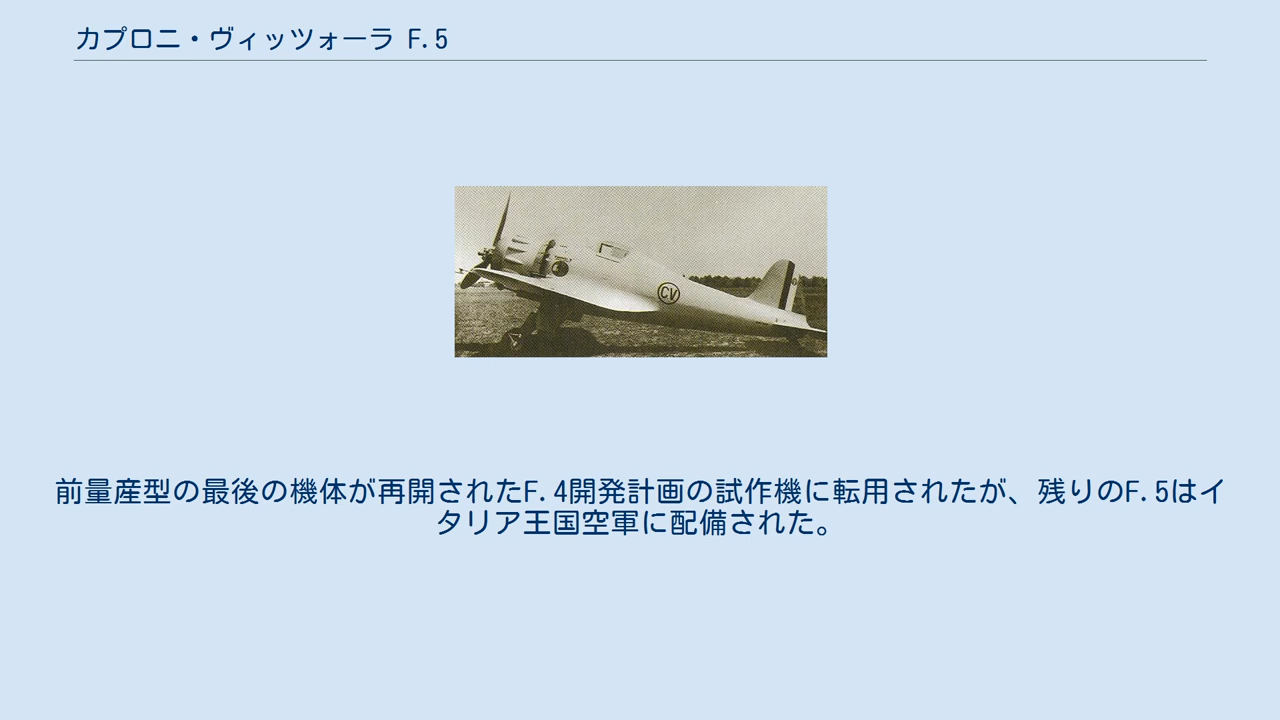 カプロニ・ヴィッツォーラ F.5
CV
前量産型の最後の機体が再開されたF.4開発計画の試作機に転用されたが、残りのF.5はイ
タリア王国空軍に配備された。